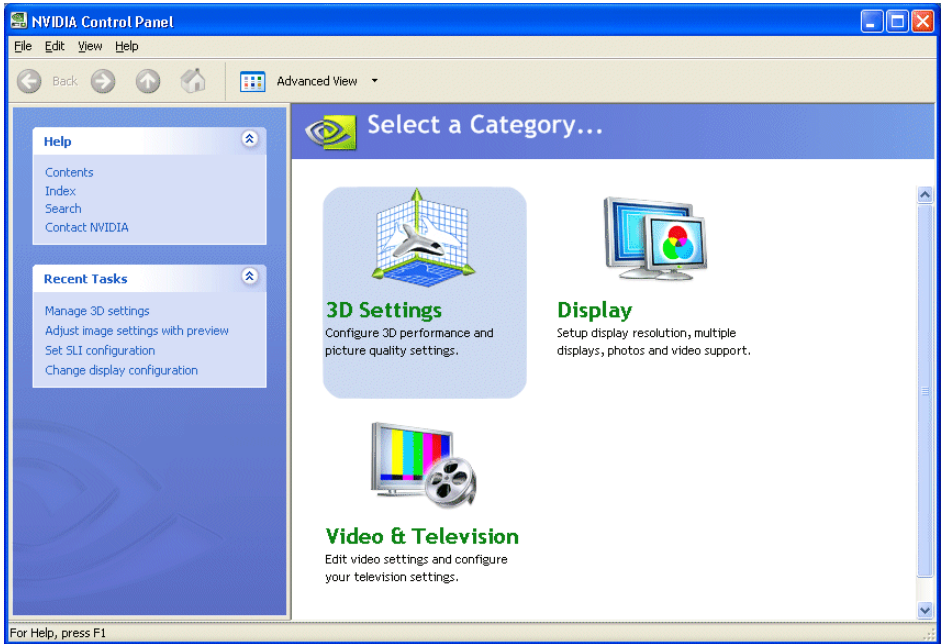 NVIDIA Control Panel
File Edit View Help
Back Advanced View
Select a Category...
Help
Contents
Index
Search
Contact NVIDIA
Recent Tasks
Manage 3D settings
Adjust image settings with preview
Set SLI configuration
Change display configuration
3D Settings
Configure 3D performance and
picture quality settings.
Display
Setup display resolution, multiple
displays, photos and video support.
Video & Television
Edit video settings and configure
your television settings.
For Help, press F1